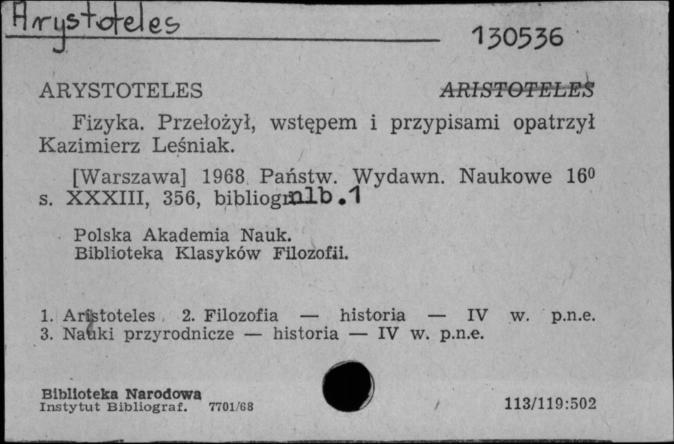 Arystoteles
130536
ARYSTOTELES ARISTOTELES
Fizyka. Przełożył, wstępem i przypisami opatrzył
Kazimierz Leśniak.
[Warszawa] 1968 Państw. Wydawn. Naukowe 16⁰
s. XXXIII, 356, bibliogr nlb.1
Polska Akademia Nauk.
Biblioteka Klasyków Filozofii.
1. Arystoteles 2. Filozofia — historia — IV w. p.n.e.
3. Nauki przyrodnicze — historia — IV w. p.n.e.
Biblioteka Narodowa
Instytut Bibliograf. 7701/68
113/119:502